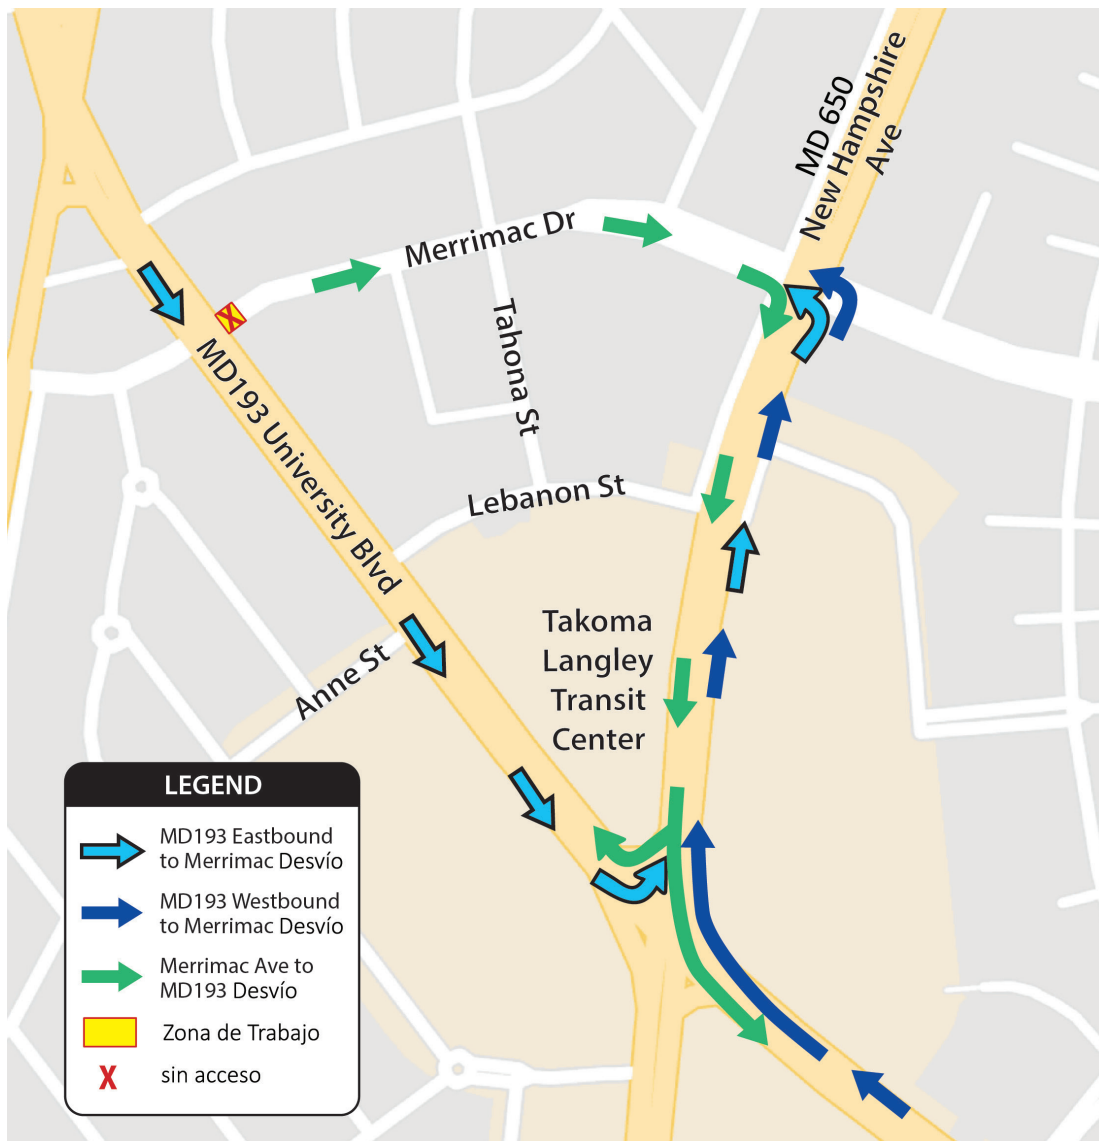 MD 650
New Hampshire
Ave
Merrimac Dr
Tahona St
MD193 University Blvd
Lebanon St
Anne St
Takoma
Langley
Transit
Center
LEGEND
MD193 Eastbound
to Merrimac Desvío
MD193 Westbound
to Merrimac Desvío
Merrimac Ave to
MD193 Desvío
Zona de Trabajo
X sin acceso